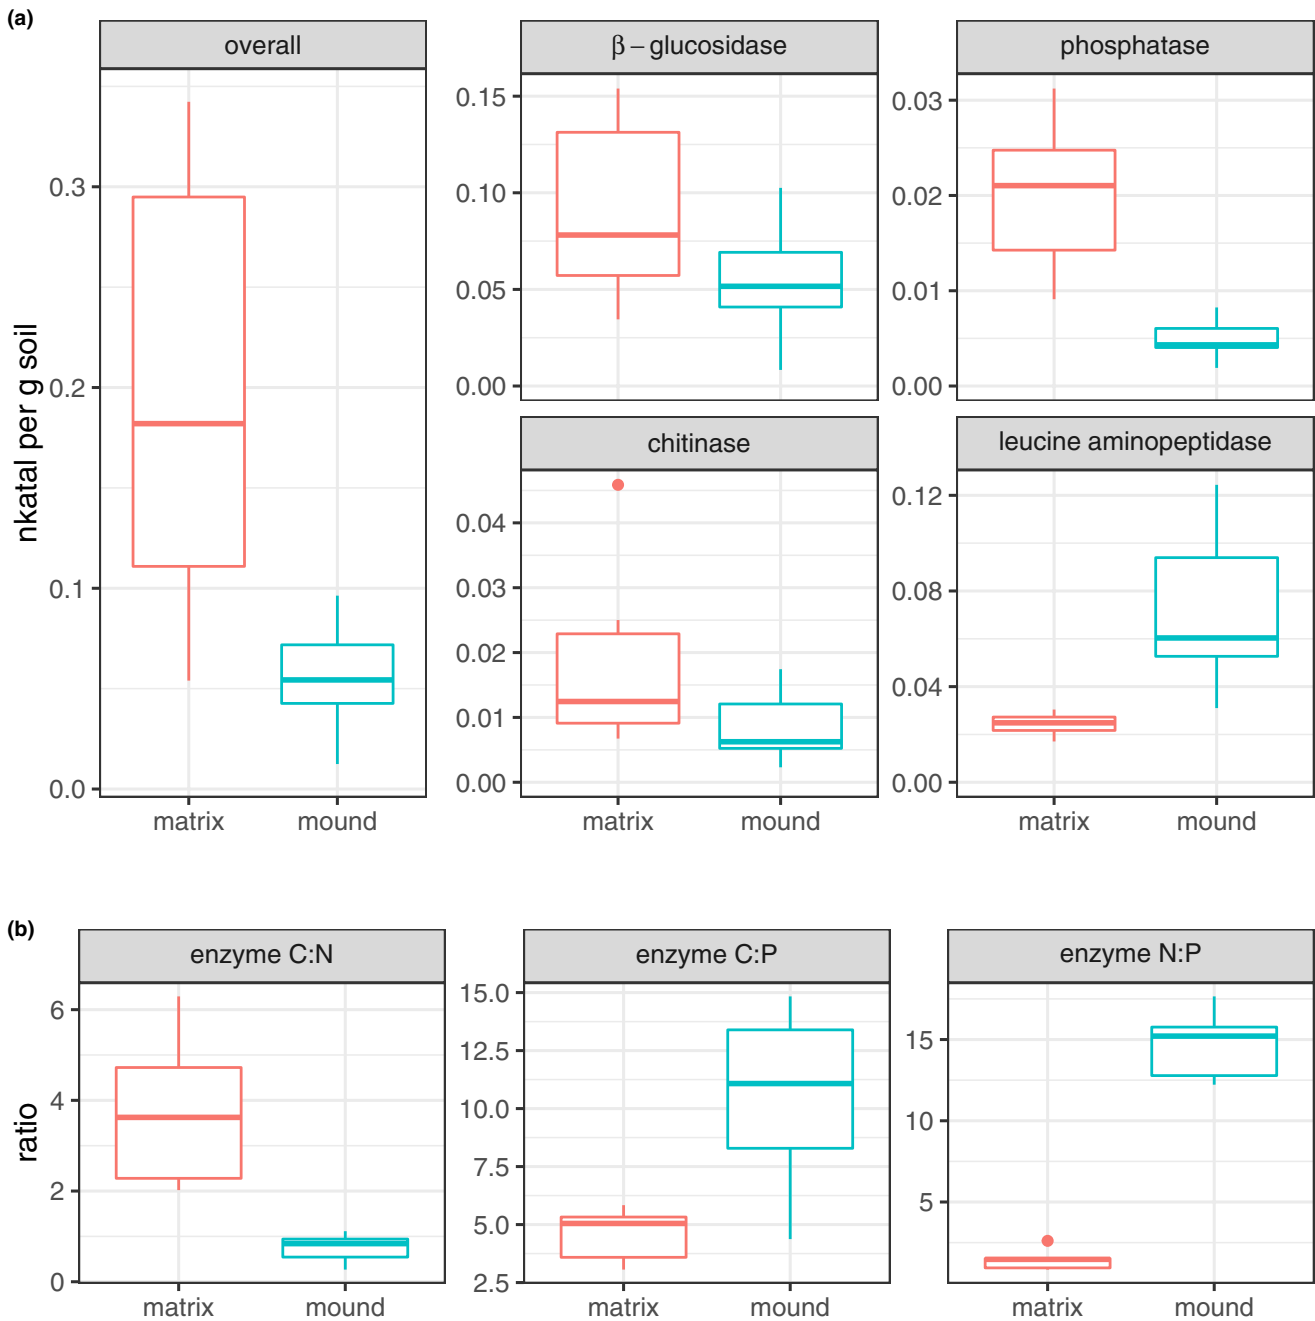 (a)
overall
β – glucosidase
phosphatase
nkatal per g soil
0.3
0.2
0.1
0.0
0.15
0.10
0.05
0.00
0.03
0.02
0.01
0.00
chitinase
leucine aminopeptidase
0.04
0.03
0.02
0.01
0.00
0.12
0.08
0.04
0.00
matrix mound
matrix mound
matrix mound
(b)
enzyme C:N
enzyme C:P
enzyme N:P
ratio
6
4
2
0
15.0
12.5
10.0
7.5
5.0
2.5
15
10
5
matrix mound
matrix mound
matrix mound